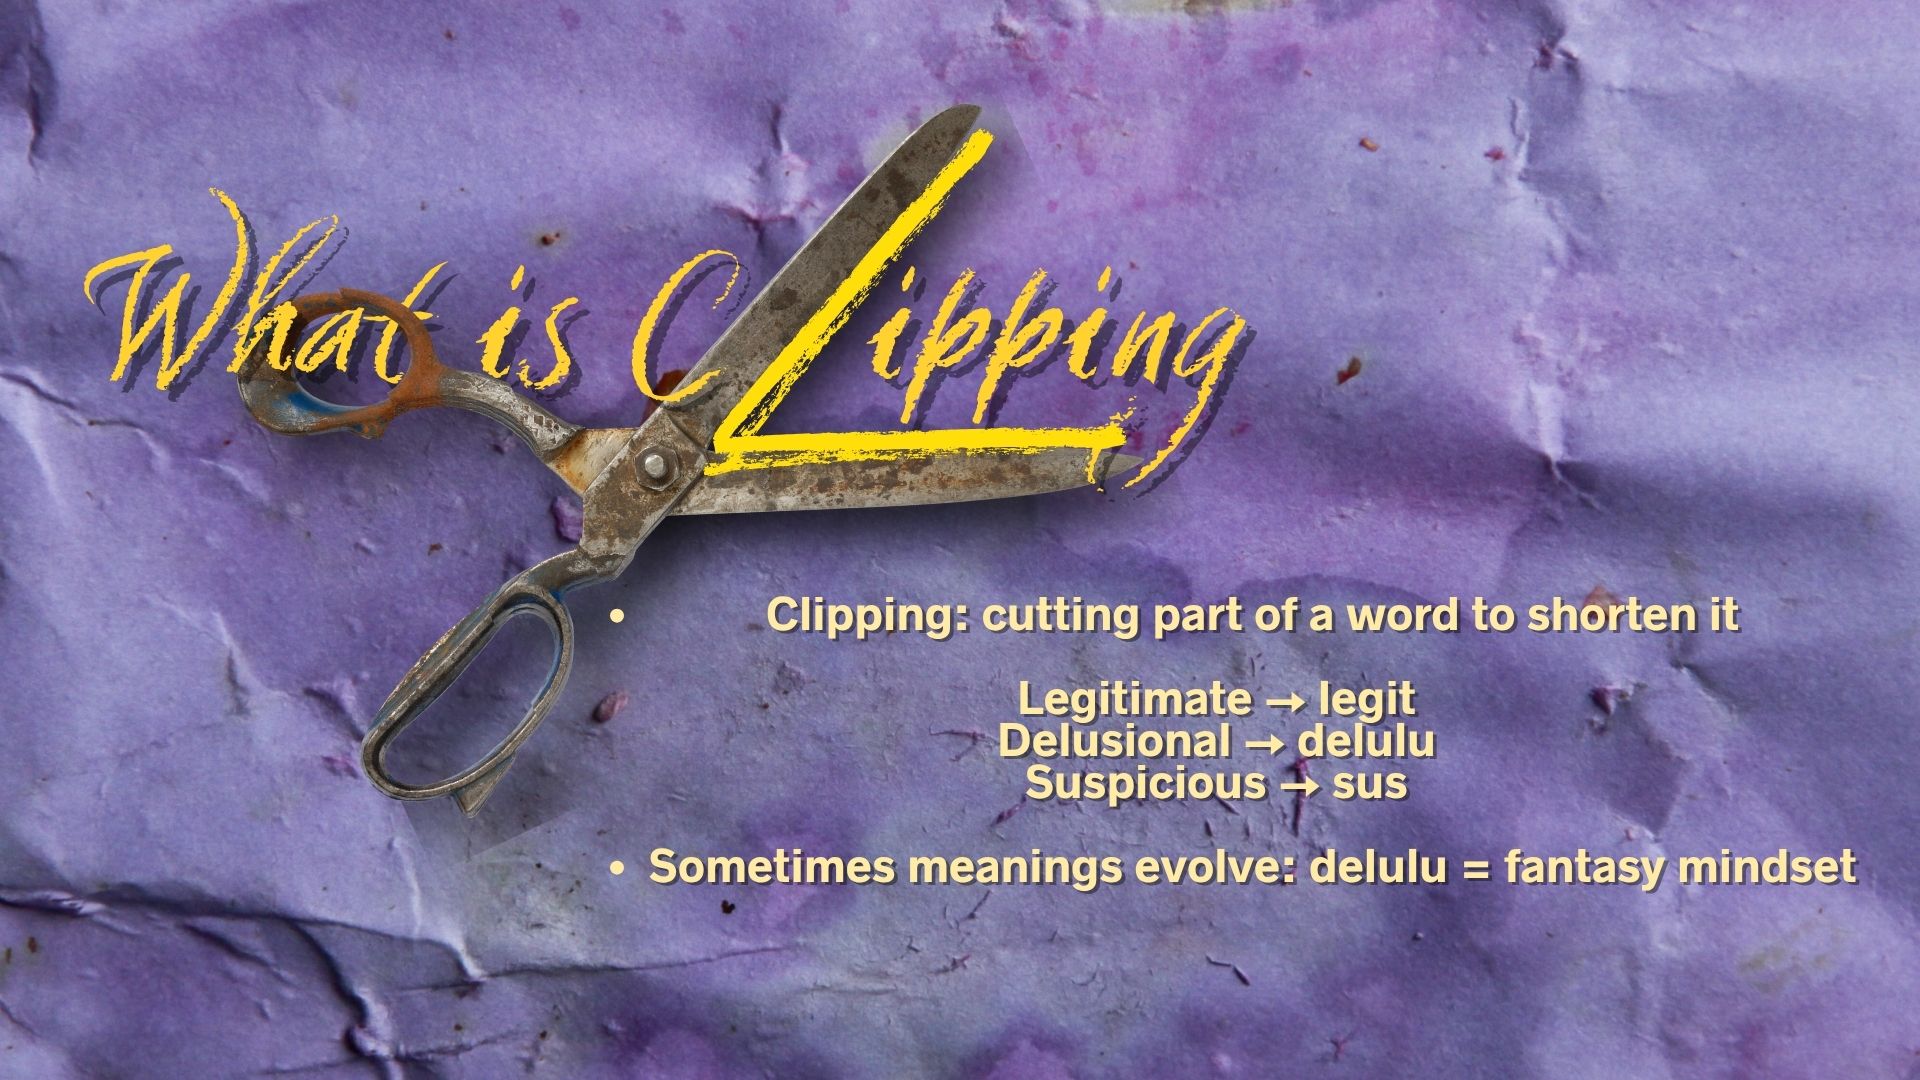 What is Clipping
• Clipping: cutting part of a word to shorten it
Legitimate → legit
Delusional → delulu
Suspicious → sus
• Sometimes meanings evolve: delulu = fantasy mindset